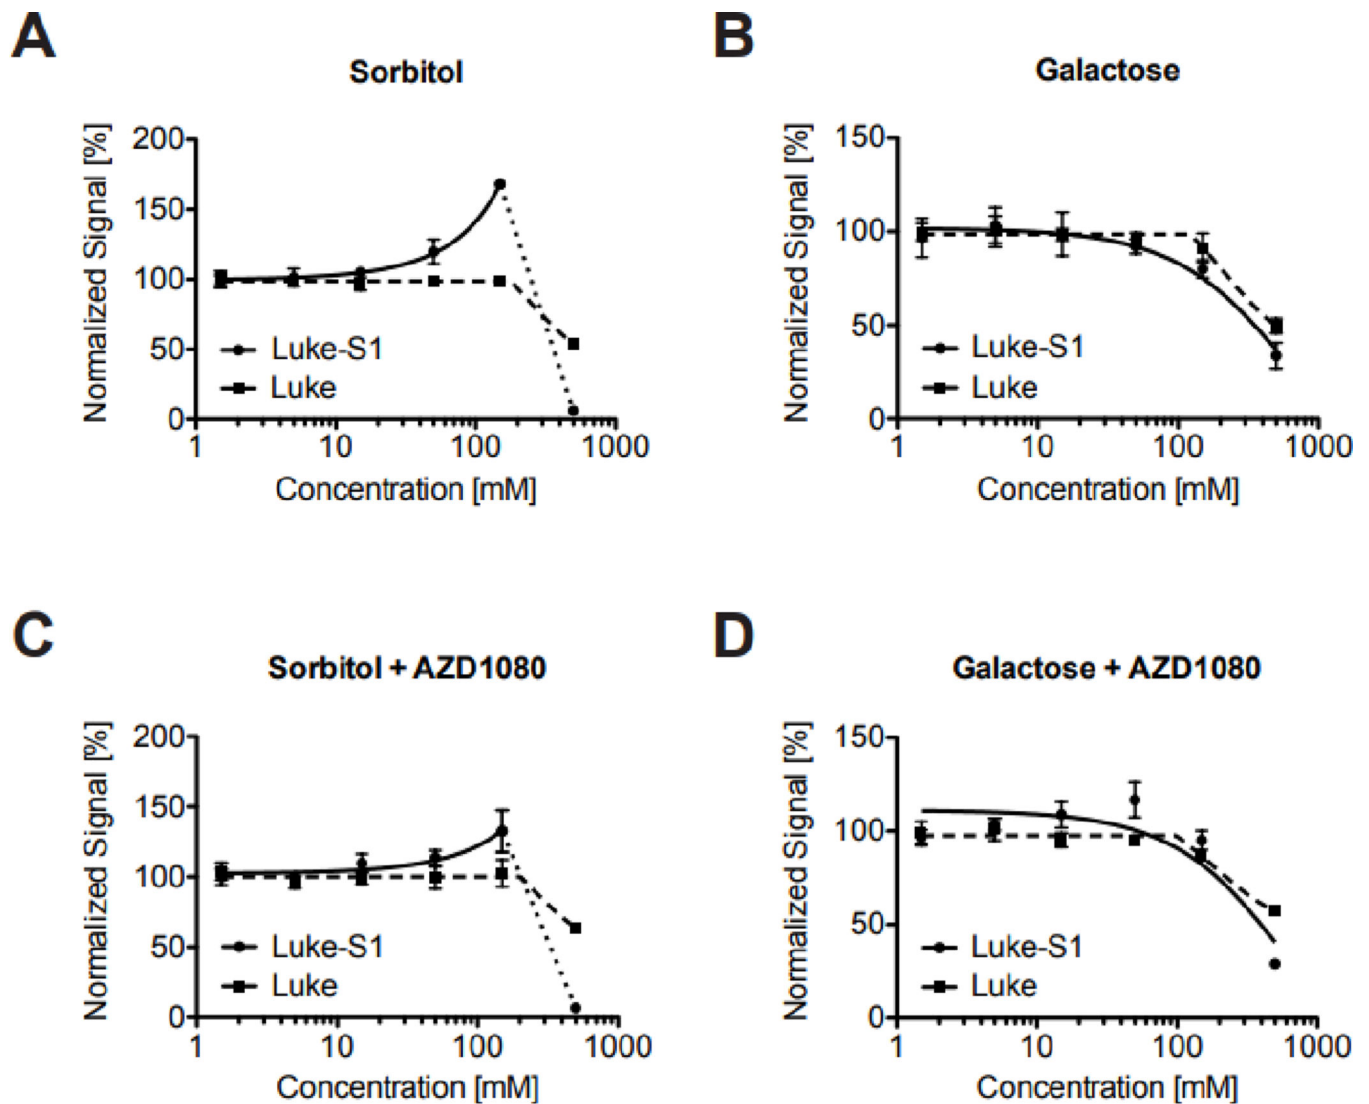 A
Sorbitol
Normalized Signal [%]
200
150
100
50
0
Luke-S1
Luke
1 10 100 1000
Concentration [mM]
B
Galactose
Normalized Signal [%]
150
100
50
0
Luke-S1
Luke
1 10 100 1000
Concentration [mM]
C
Sorbitol + AZD1080
Normalized Signal [%]
200
150
100
50
0
Luke-S1
Luke
1 10 100 1000
Concentration [mM]
D
Galactose + AZD1080
Normalized Signal [%]
150
100
50
0
Luke-S1
Luke
1 10 100 1000
Concentration [mM]